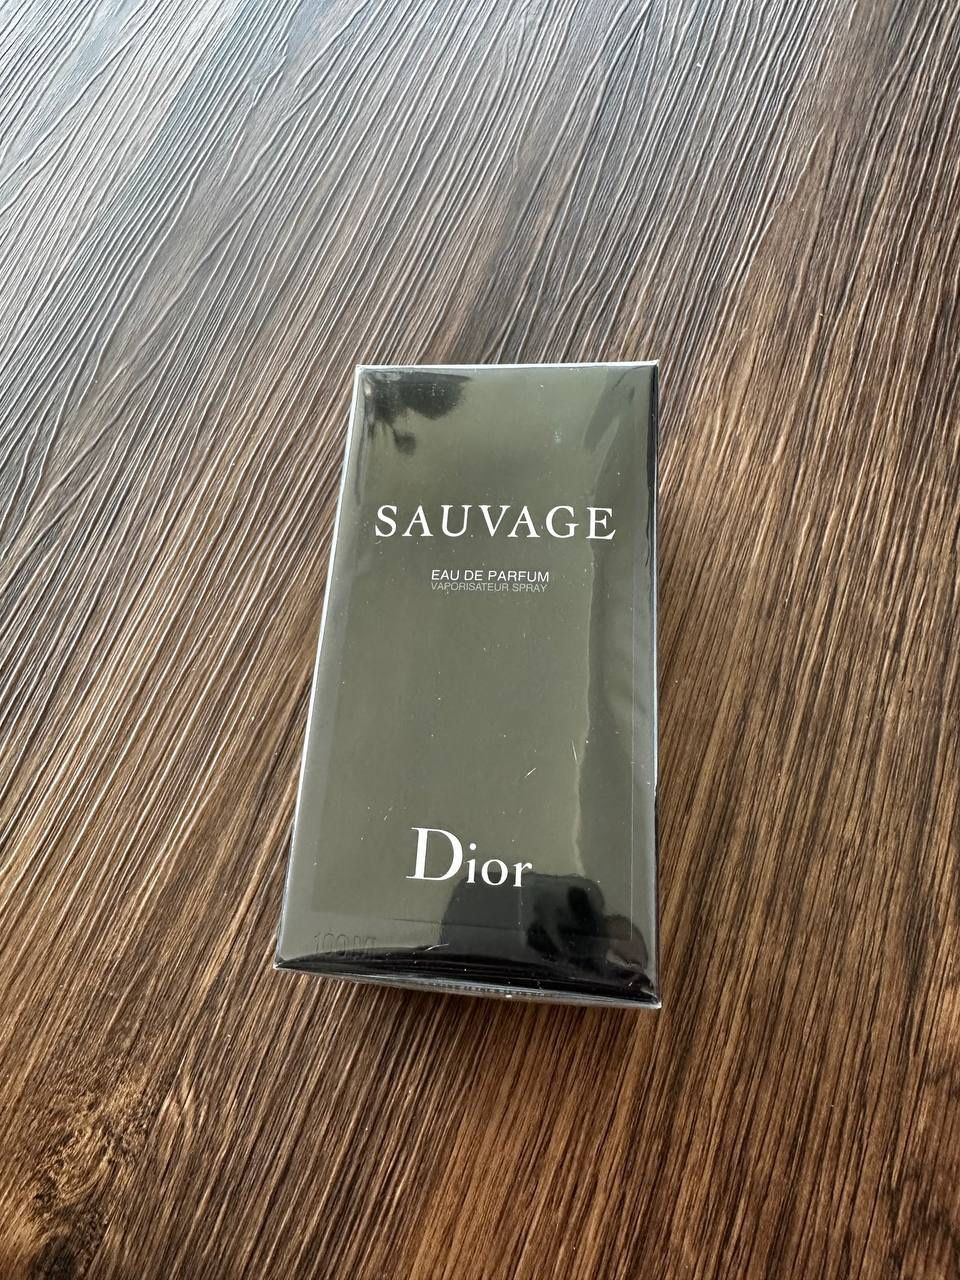 SAUVAGE
EAU DE PARFUM
VAPORISATEUR SPRAY
Dior